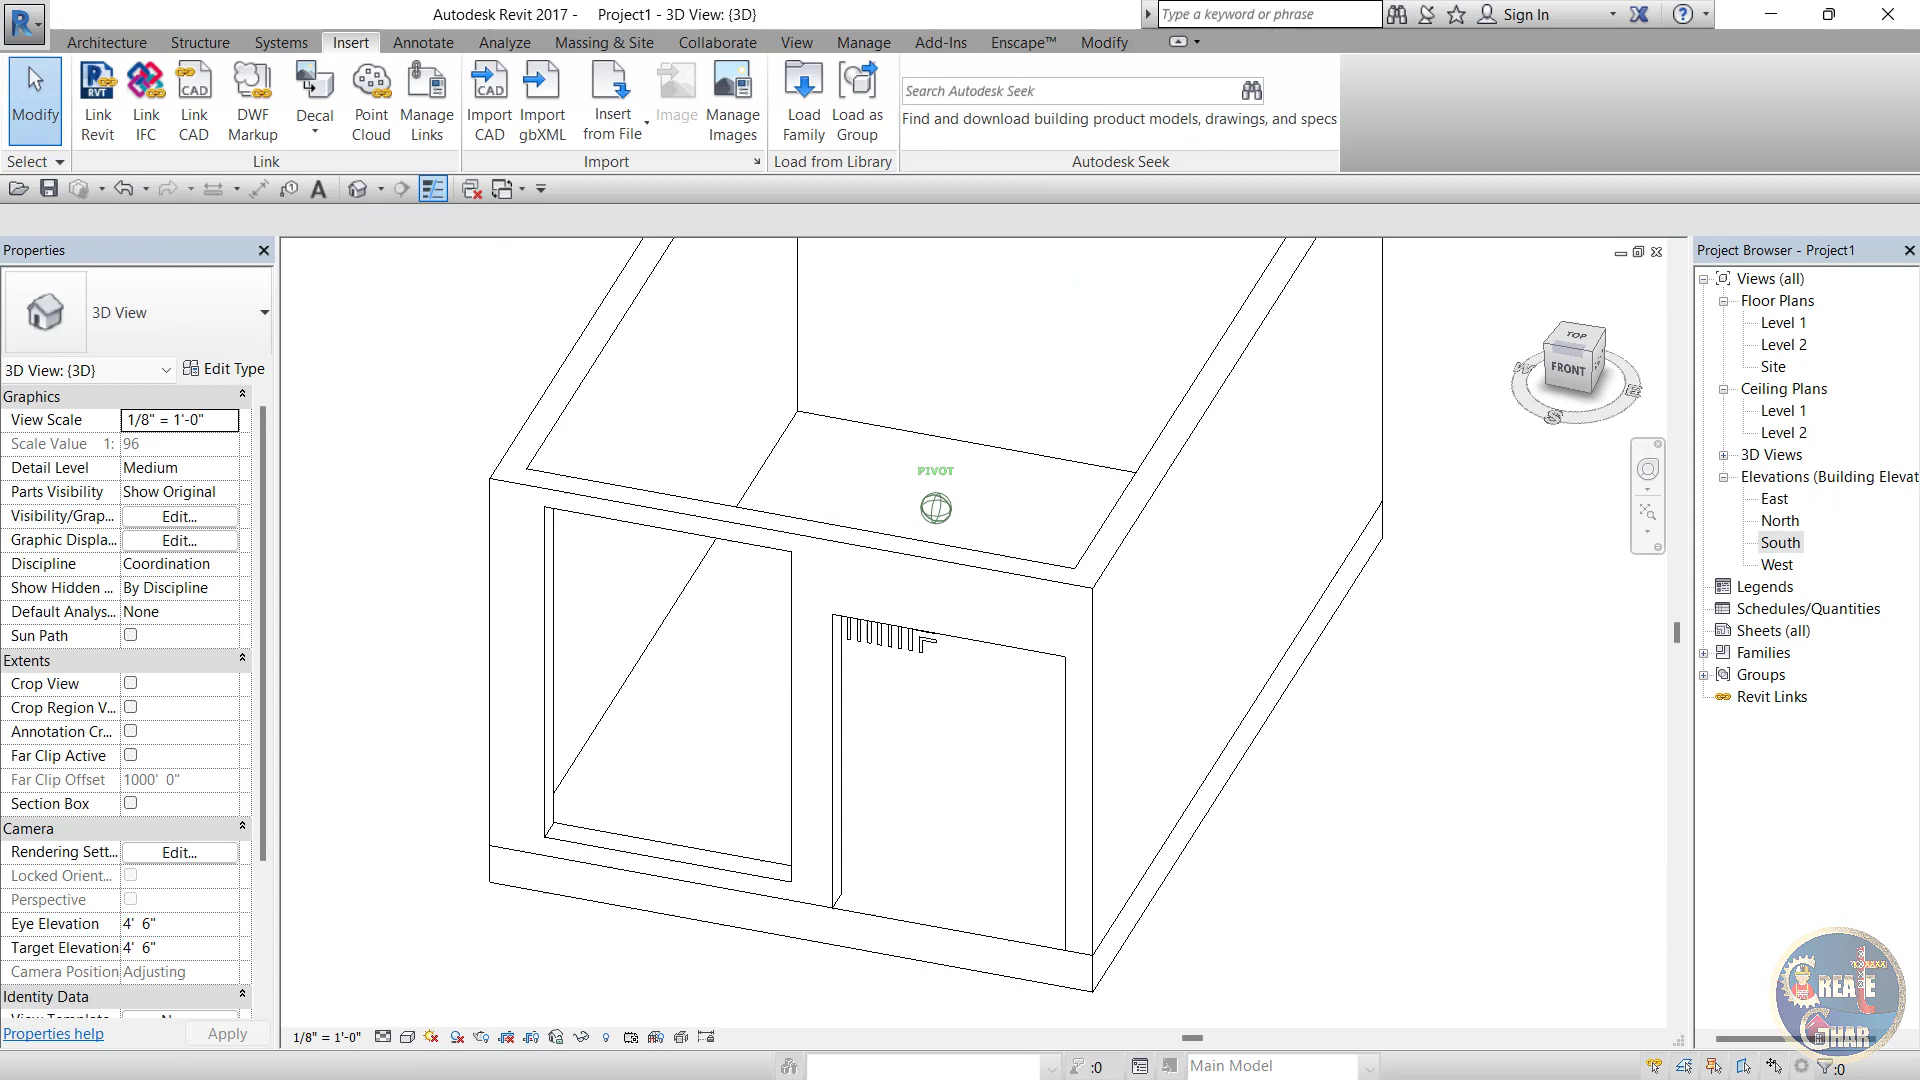 Autodesk Revit 2017 - Project1 - 3D View: {3D}
Type a keyword or phrase
Sign In
Architecture Structure Systems Insert Annotate Analyze Massing & Site Collaborate View Manage Add-Ins Enscape™ Modify
Modify
Link Revit
Link IFC
Link CAD
DWF Markup
Decal
Point Cloud
Manage Links
Import CAD
Import gbXML
Insert from File
Image
Manage Images
Load Family
Load as Group
Search Autodesk Seek
Find and download building product models, drawings, and specs
Select
Link
Import
Load from Library
Autodesk Seek
Properties
3D View
3D View: {3D}
Edit Type
Graphics
View Scale 1/8" = 1'-0"
Scale Value 1: 96
Detail Level Medium
Parts Visibility Show Original
Visibility/Grap... Edit...
Graphic Displa... Edit...
Discipline Coordination
Show Hidden ... By Discipline
Default Analys... None
Sun Path
Extents
Crop View
Crop Region V...
Annotation Cr...
Far Clip Active
Far Clip Offset 1000' 0"
Section Box
Camera
Rendering Sett... Edit...
Locked Orient...
Perspective
Eye Elevation 4' 6"
Target Elevation 4' 6"
Camera Position Adjusting
Identity Data
Properties help
Apply
PIVOT
TOP
FRONT
W
S
E
1/8" = 1'-0"
:0
Main Model
:0
Project Browser - Project1
Views (all)
Floor Plans
Level 1
Level 2
Site
Ceiling Plans
Level 1
Level 2
3D Views
Elevations (Building Elevat
East
North
South
West
Legends
Schedules/Quantities
Sheets (all)
Families
Groups
Revit Links
CREATE
GHAR